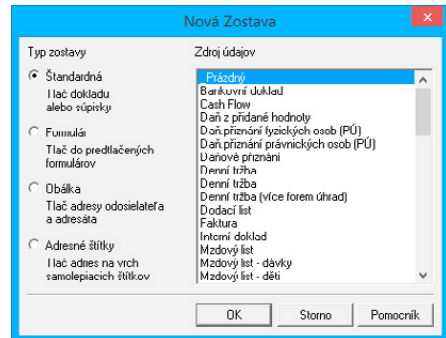 Nová Zostava
Typ zostavy
Štandardná
Tlač dokladu
alebo súpisky
Formulár
Tlač do predtlačených
formulárov
Obálka
Tlač adresy odosielateľa
a adresáta
Adresné štítky
Tlač adries na vrch
samolepiacich štítkov
Zdroj údajov
_Prázdný
Bankovní doklad
Cash Flow
Daň z přidané hodnoty
Daň.přiznání fyzických osob (PÚ)
Daň.přiznání právnických osob (PÚ)
Daňové přiznání
Denní tržba
Denní tržba
Denní tržba (více forem úhrad)
Dodací list
Faktura
Interní doklad
Mzdový list
Mzdový list - dávky
Mzdový list - děti
OK
Storno
Pomocník